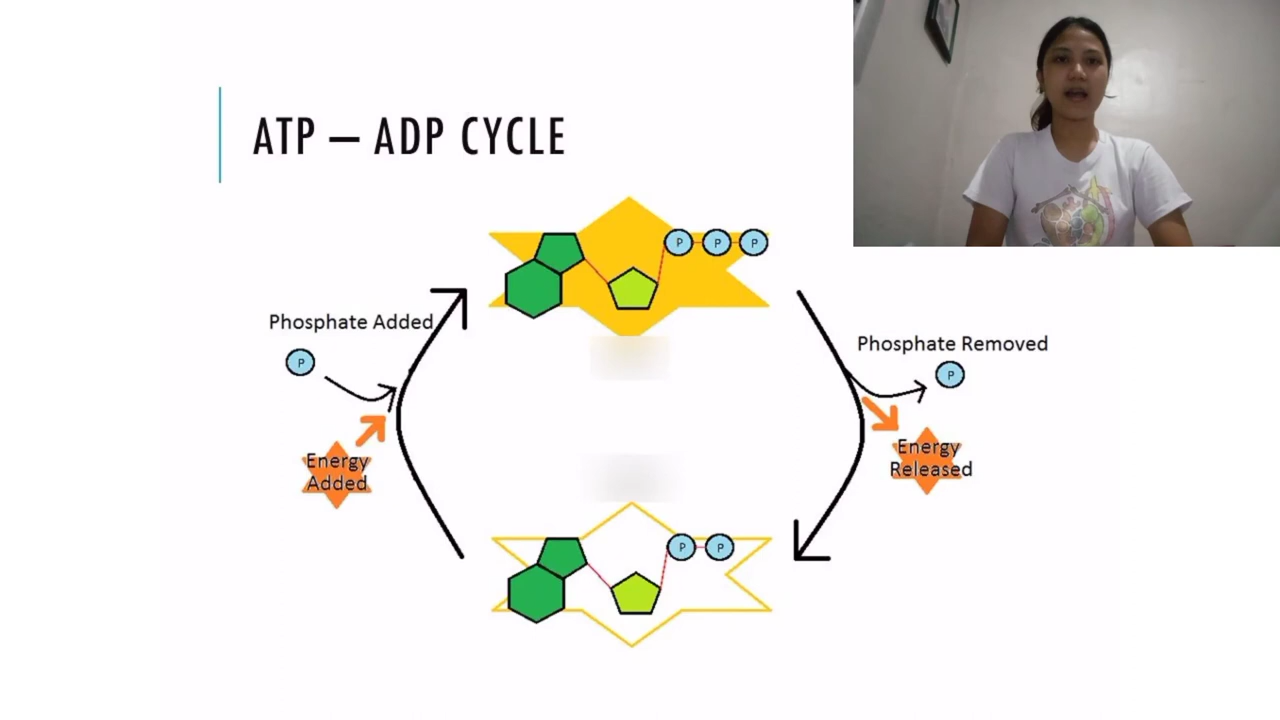 ATP – ADP CYCLE
P P P
Phosphate Added
P
Phosphate Removed
P
Energy
Added
Energy
Released
P P